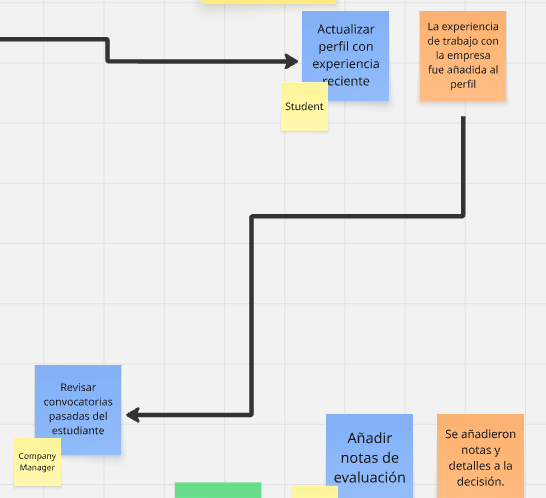 Actualizar
perfil con
experiencia
reciente
Student
La experiencia
de trabajo con
la empresa
fue añadida al
perfil
Revisar
convocatorias
pasadas del
estudiante
Company
Manager
Añadir
notas de
evaluación
Se añadieron
notas y
detalles a la
decisión.